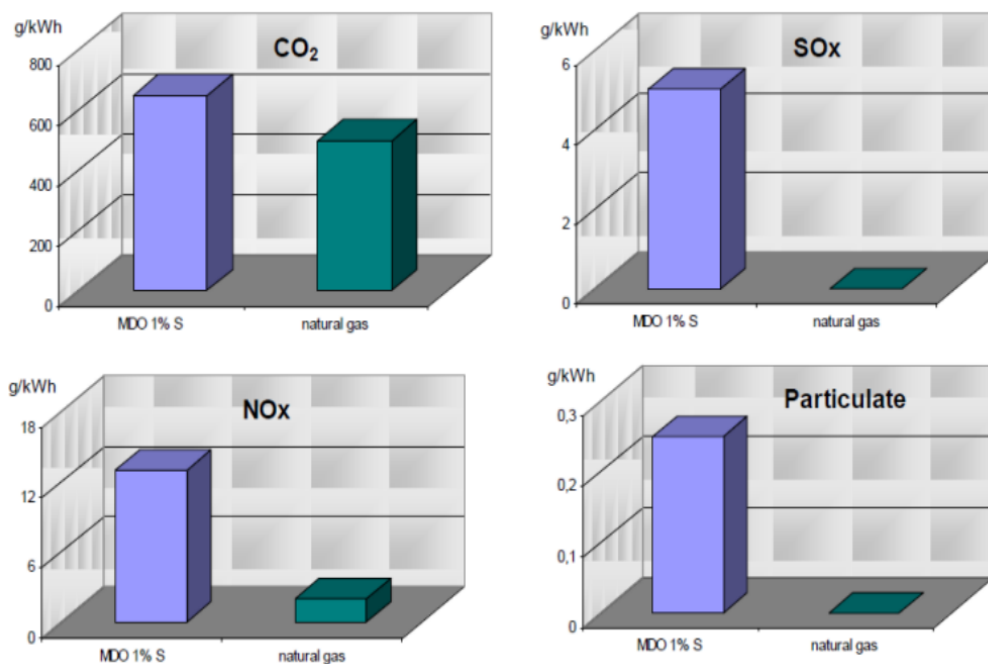 g/kWh
CO₂
800
600
400
200
0
MDO 1% S
natural gas
g/kWh
SOx
6
4
2
0
MDO 1% S
natural gas
g/kWh
NOx
18
12
6
0
MDO 1% S
natural gas
g/kWh
Particulate
0,3
0,2
0,1
0
MDO 1% S
natural gas